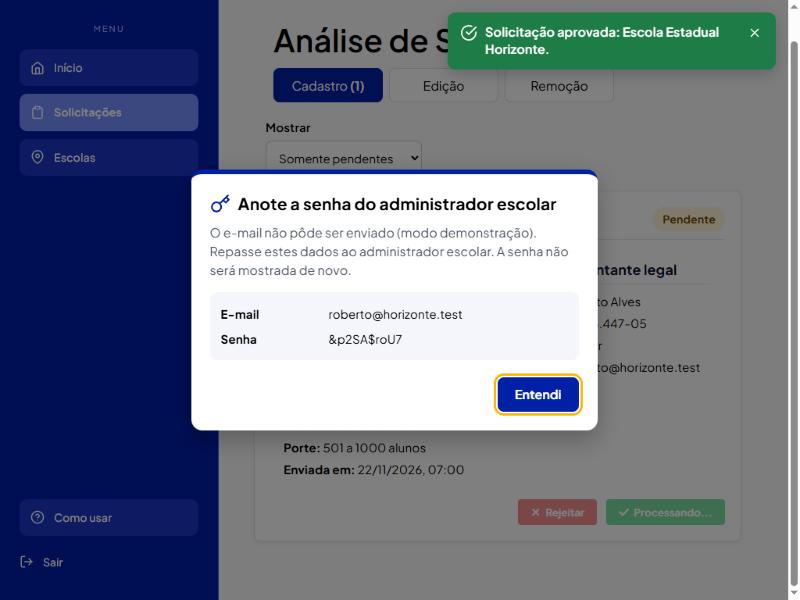 MENU
Início
Solicitações
Escolas
Como usar
Sair
Análise de S
Solicitação aprovada: Escola Estadual
Horizonte.
Cadastro (1)
Edição
Remoção
Mostrar
Somente pendentes
Pendente
Anote a senha do administrador escolar
O e-mail não pôde ser enviado (modo demonstração).
Repasse estes dados ao administrador escolar. A senha não
será mostrada de novo.
E-mail roberto@horizonte.test
Senha &p2SA$roU7
Entendi
ntante legal
to Alves
.447-05
r
to@horizonte.test
Porte: 501 a 1000 alunos
Enviada em: 22/11/2026, 07:00
Rejeitar
Processando...